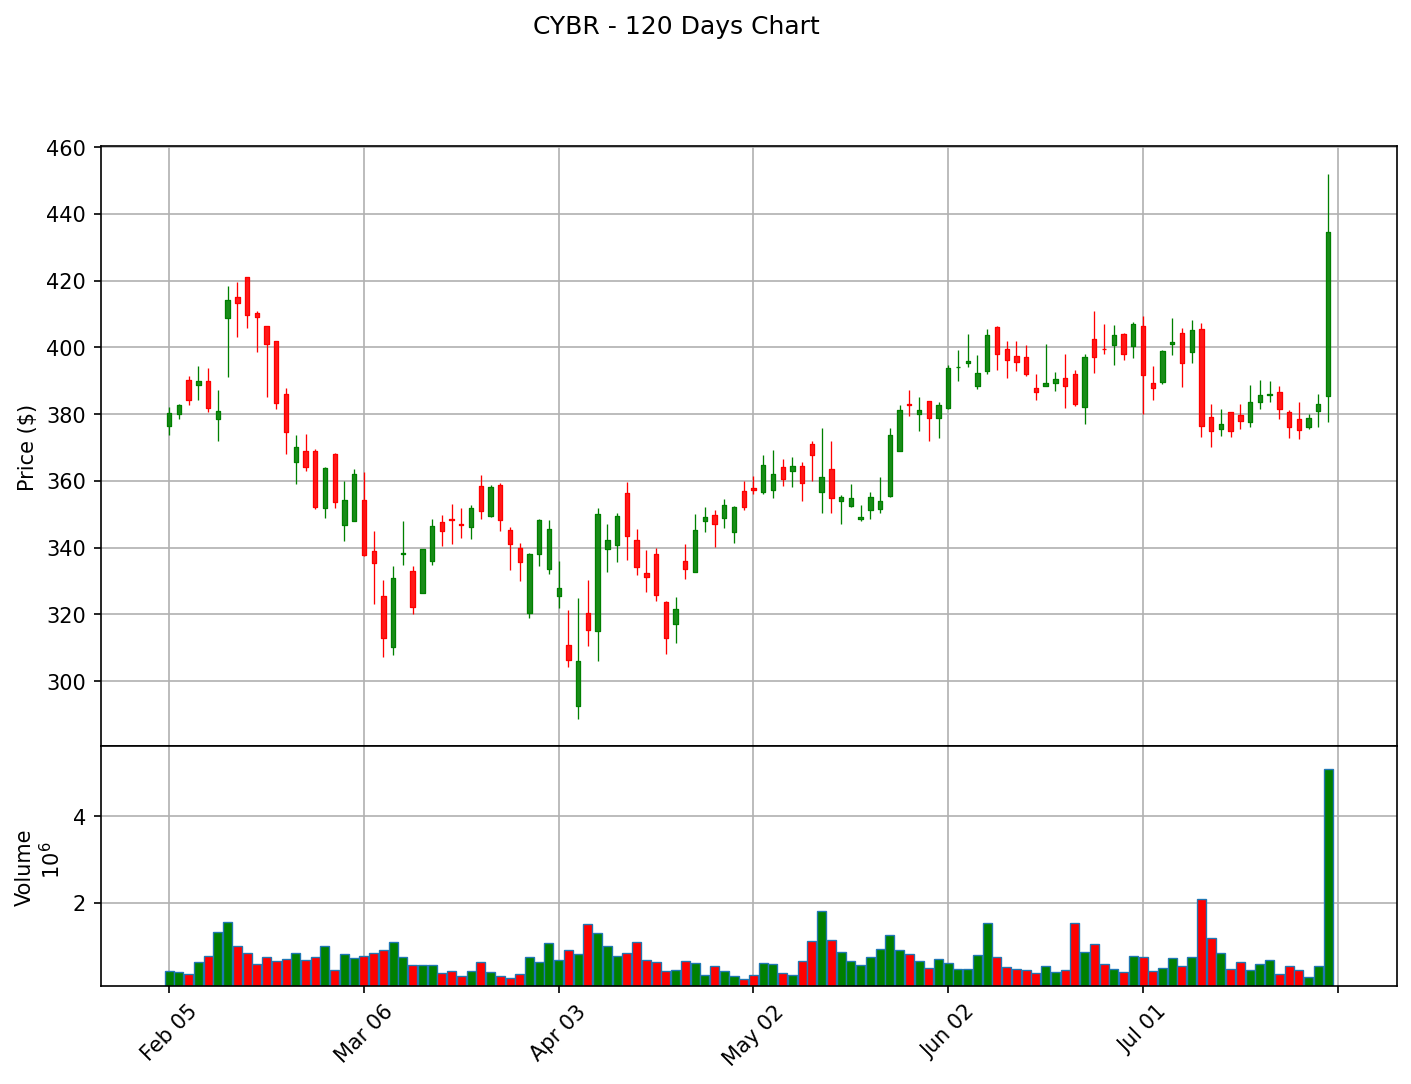 CYBR - 120 Days Chart
460
440
420
400
380
360
340
320
300
Price ($)
4
2
Volume
10⁶
Feb 05
Mar 06
Apr 03
May 02
Jun 02
Jul 01